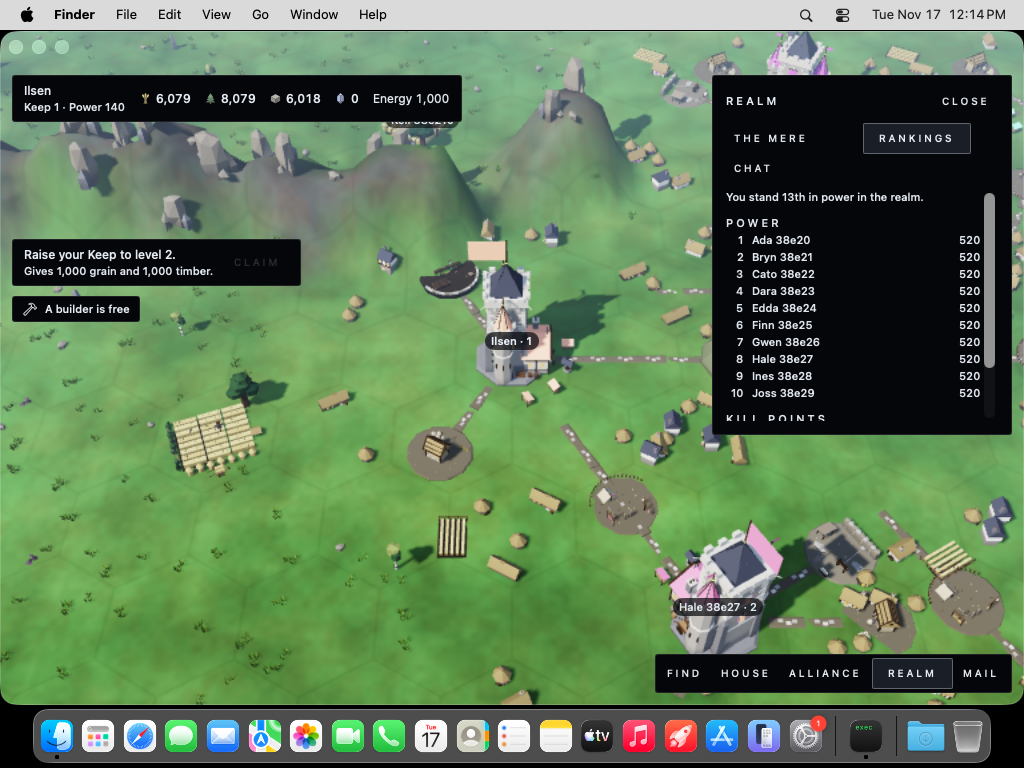 Finder File Edit View Go Window Help Tue Nov 17 12:14 PM
Ilsen
Keep 1 · Power 140
6,079 8,079 6,018 0 Energy 1,000
REALM CLOSE
THE MERE RANKINGS
CHAT
You stand 13th in power in the realm.
POWER
1 Ada 38e20 520
2 Bryn 38e21 520
3 Cato 38e22 520
4 Dara 38e23 520
5 Edda 38e24 520
6 Finn 38e25 520
7 Gwen 38e26 520
8 Hale 38e27 520
9 Ines 38e28 520
10 Joss 38e29 520
KILL POINTS
Raise your Keep to level 2.
Gives 1,000 grain and 1,000 timber.
CLAIM
A builder is free
Ilsen · 1
Hale 38e27 · 2
FIND HOUSE ALLIANCE REALM MAIL
Tue
17
tv
1
exec